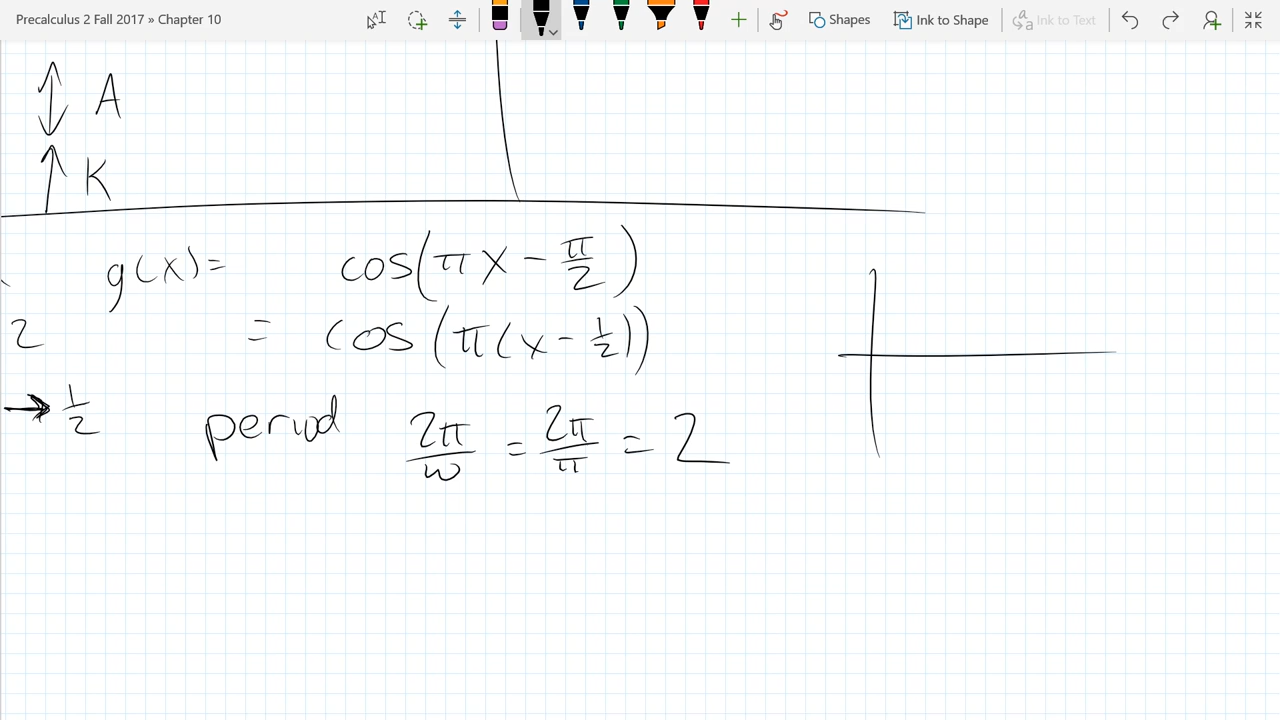 Precalculus 2 Fall 2017 » Chapter 10
Shapes
Ink to Shape
Ink to Text
A
K
g(x) = cos(πx - π/2)
2
= cos(π(x - 1/2))
→ 1/2
period 2π/w = 2π/π = 2